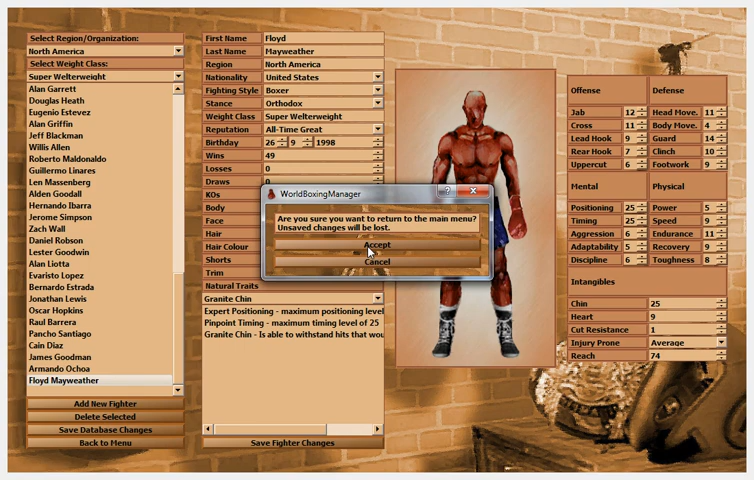 Select Region/Organization:
North America
Select Weight Class:
Super Welterweight
Alan Garrett
Douglas Heath
Eugenio Estevez
Alan Griffin
Jeff Blackman
Willis Allen
Roberto Maldonado
Guillermo Linares
Len Massenberg
Alden Goodall
Hernando Ibarra
Jerome Simpson
Zach Wall
Daniel Robson
Lester Goodwin
Alan Liotta
Evaristo Lopez
Bernardo Estrada
Jonathan Lewis
Oscar Hopkins
Raul Barrera
Pancho Santiago
Cain Diaz
James Goodman
Armando Ochoa
Floyd Mayweather
Add New Fighter
Delete Selected
Save Database Changes
Back to Menu
First Name Floyd
Last Name Mayweather
Region North America
Nationality United States
Fighting Style Boxer
Stance Orthodox
Weight Class Super Welterweight
Reputation All-Time Great
Birthday 26 9 1998
Wins 49
Losses 0
Draws
KOs
Body
Face
Hair
Hair Colour
Shorts
Trim
Natural Traits
Granite Chin
Expert Positioning - maximum positioning level
Pinpoint Timing - maximum timing level of 25
Granite Chin - Is able to withstand hits that wou
Save Fighter Changes
WorldBoxingManager
Are you sure you want to return to the main menu?
Unsaved changes will be lost.
Accept
Cancel
Offense Defense
Jab 12 Head Move. 11
Cross 11 Body Move. 4
Lead Hook 9 Guard 14
Rear Hook 7 Clinch 10
Uppercut 6 Footwork 9
Mental Physical
Positioning 25 Power 5
Timing 25 Speed 9
Aggression 6 Endurance 11
Adaptability 5 Recovery 9
Discipline 6 Toughness 8
Intangibles
Chin 25
Heart 9
Cut Resistance 1
Injury Prone Average
Reach 74